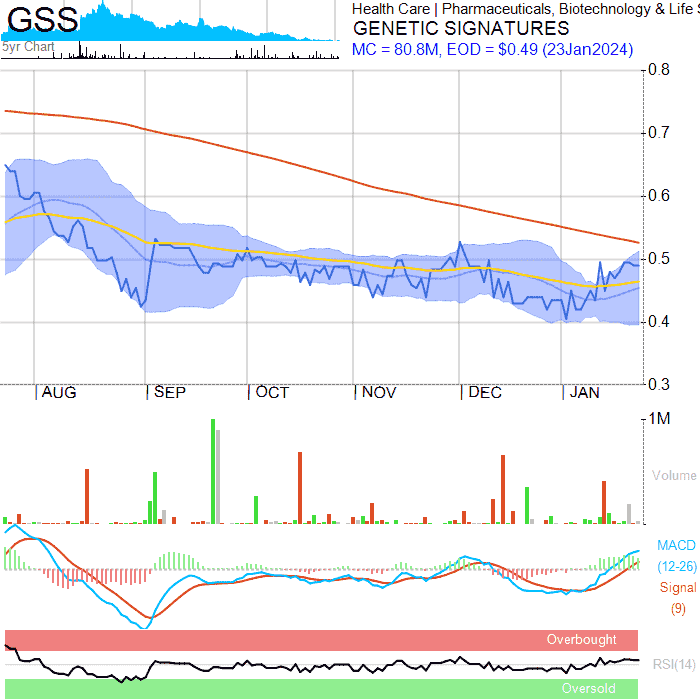 GSS
5yr Chart
Health Care | Pharmaceuticals, Biotechnology & Life S
GENETIC SIGNATURES
MC = 80.8M, EOD = $0.49 (23Jan2024)
0.8
0.7
0.6
0.5
0.4
0.3
AUG SEP OCT NOV DEC JAN
1M
Volume
MACD
(12-26)
Signal
(9)
Overbought
RSI(14)
Oversold